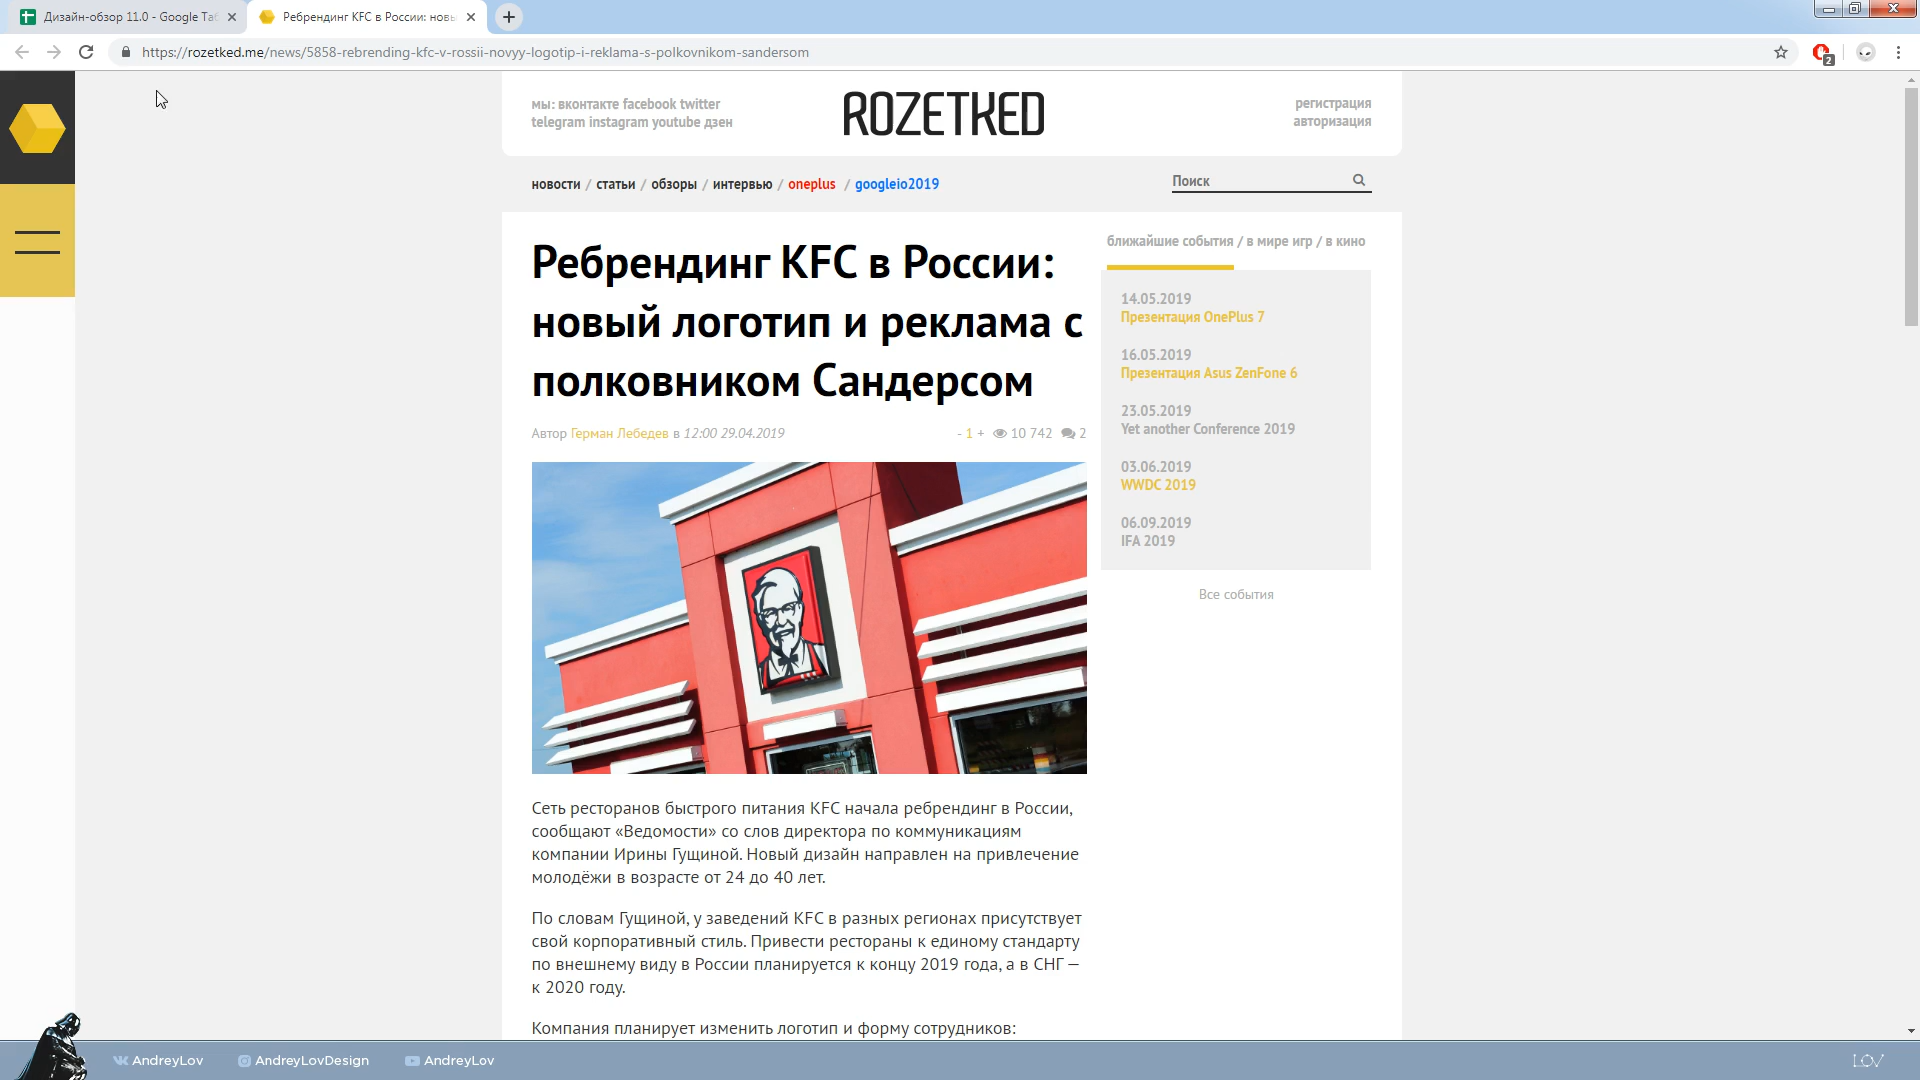 Дизайн-обзор 11.0 - Google Таб
Ребрендинг KFC в России: новы
https://rozetked.me/news/5858-rebrending-kfc-v-rossii-novyy-logotip-i-reklama-s-polkovnikom-sandersom
2
мы: вконтакте facebook twitter
telegram instagram youtube дзен
ROZETKED
регистрация
авторизация
новости / статьи / обзоры / интервью / oneplus / googleio2019
Поиск
Ребрендинг KFC в России:
новый логотип и реклама с
полковником Сандерсом
Автор Герман Лебедев в 12:00 29.04.2019
- 1 + 10 742 2
ближайшие события / в мире игр / в кино
14.05.2019
Презентация OnePlus 7
16.05.2019
Презентация Asus ZenFone 6
23.05.2019
Yet another Conference 2019
03.06.2019
WWDC 2019
06.09.2019
IFA 2019
Все события
Сеть ресторанов быстрого питания KFC начала ребрендинг в России,
сообщают «Ведомости» со слов директора по коммуникациям
компании Ирины Гущиной. Новый дизайн направлен на привлечение
молодёжи в возрасте от 24 до 40 лет.
По словам Гущиной, у заведений KFC в разных регионах присутствует
свой корпоративный стиль. Привести рестораны к единому стандарту
по внешнему виду в России планируется к концу 2019 года, а в СНГ —
к 2020 году.
Компания планирует изменить логотип и форму сотрудников:
AndreyLov
AndreyLovDesign
AndreyLov
LOV